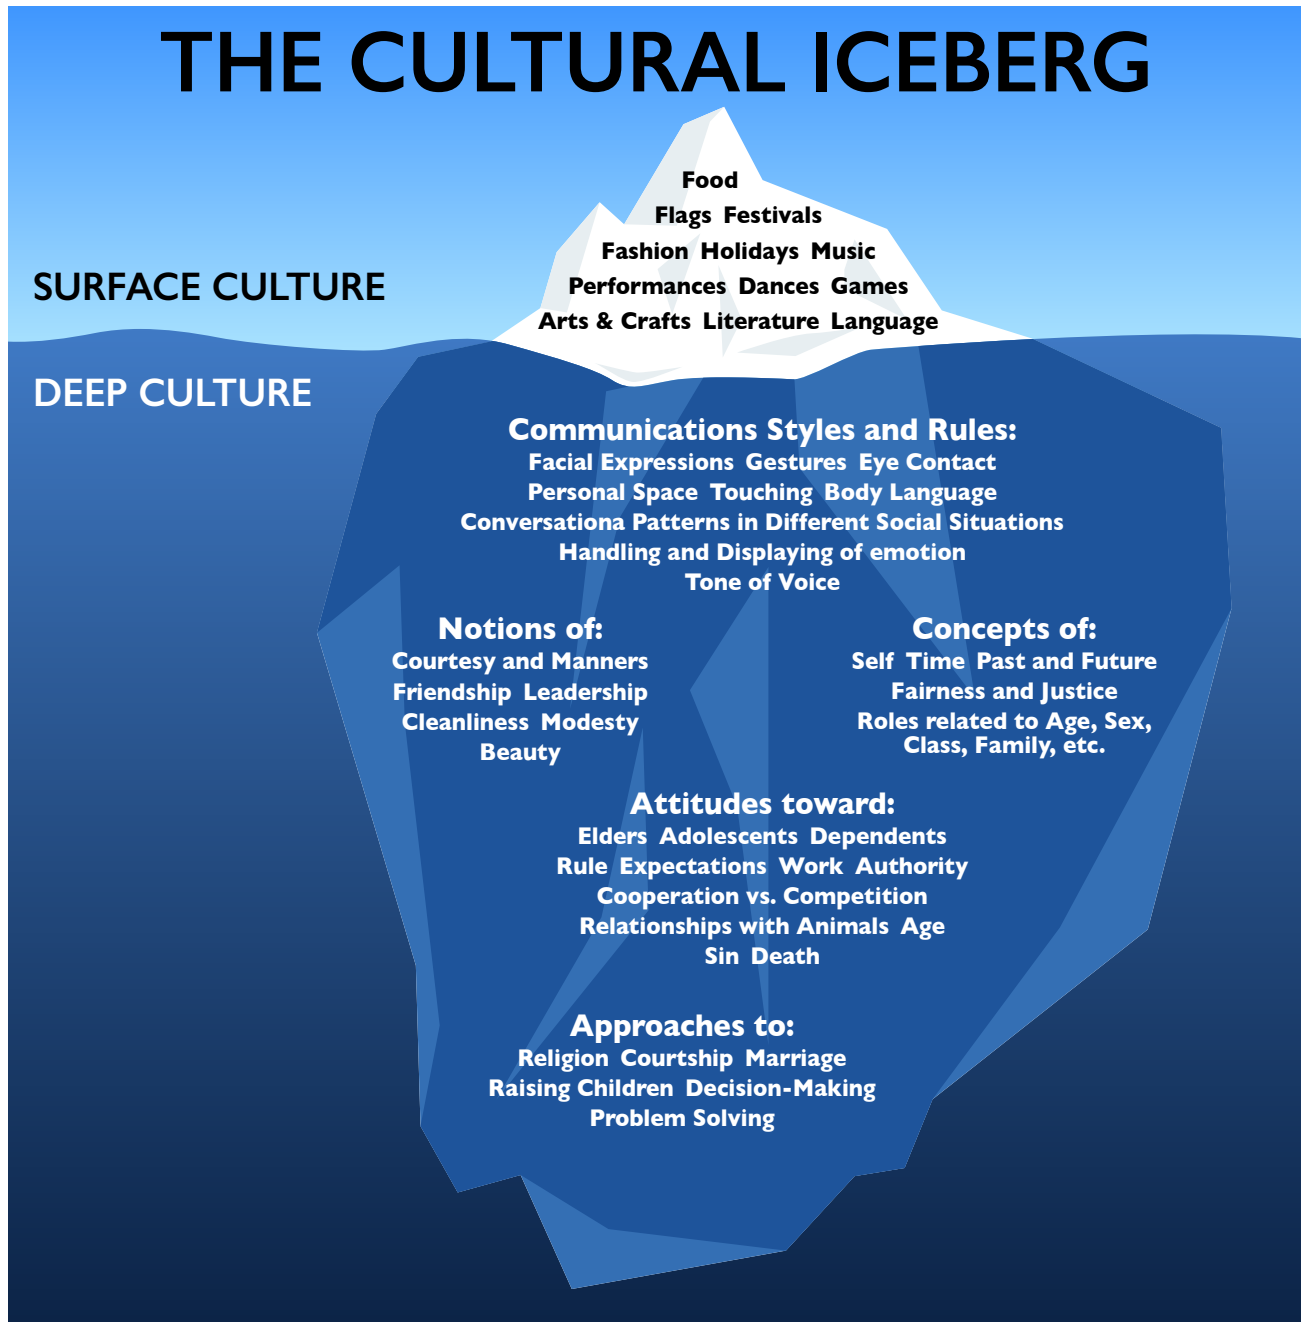 THE CULTURAL ICEBERG
Food
Flags Festivals
Fashion Holidays Music
SURFACE CULTURE
Performances Dances Games
Arts & Crafts Literature Language
DEEP CULTURE
Communications Styles and Rules:
Facial Expressions Gestures Eye Contact
Personal Space Touching Body Language
Conversationa Patterns in Different Social Situations
Handling and Displaying of emotion
Tone of Voice
Notions of:
Courtesy and Manners
Friendship Leadership
Cleanliness Modesty
Beauty
Concepts of:
Self Time Past and Future
Fairness and Justice
Roles related to Age, Sex,
Class, Family, etc.
Attitudes toward:
Elders Adolescents Dependents
Rule Expectations Work Authority
Cooperation vs. Competition
Relationships with Animals Age
Sin Death
Approaches to:
Religion Courtship Marriage
Raising Children Decision-Making
Problem Solving